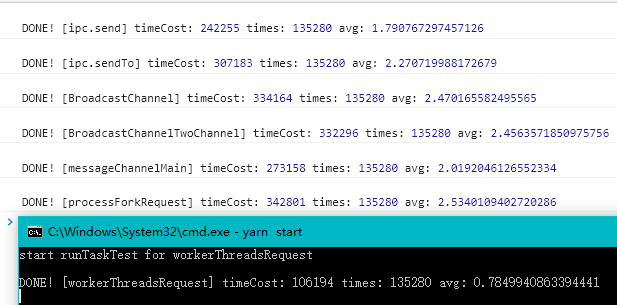 DONE! [ipc.send] timeCost: 242255 times: 135280 avg: 1.790767297457126
DONE! [ipc.sendTo] timeCost: 307183 times: 135280 avg: 2.270719988172679
DONE! [BroadcastChannel] timeCost: 334164 times: 135280 avg: 2.470165582495565
DONE! [BroadcastChannelTwoChannel] timeCost: 332296 times: 135280 avg: 2.4563571850975756
DONE! [messageChannelMain] timeCost: 273158 times: 135280 avg: 2.0192046126552334
DONE! [processForkRequest] timeCost: 342801 times: 135280 avg: 2.5340109402720286
C:\Windows\System32\cmd.exe - yarn start
start runTaskTest for workerThreadsRequest
DONE! [workerThreadsRequest] timeCost: 106194 times: 135280 avg: 0.7849940863394441